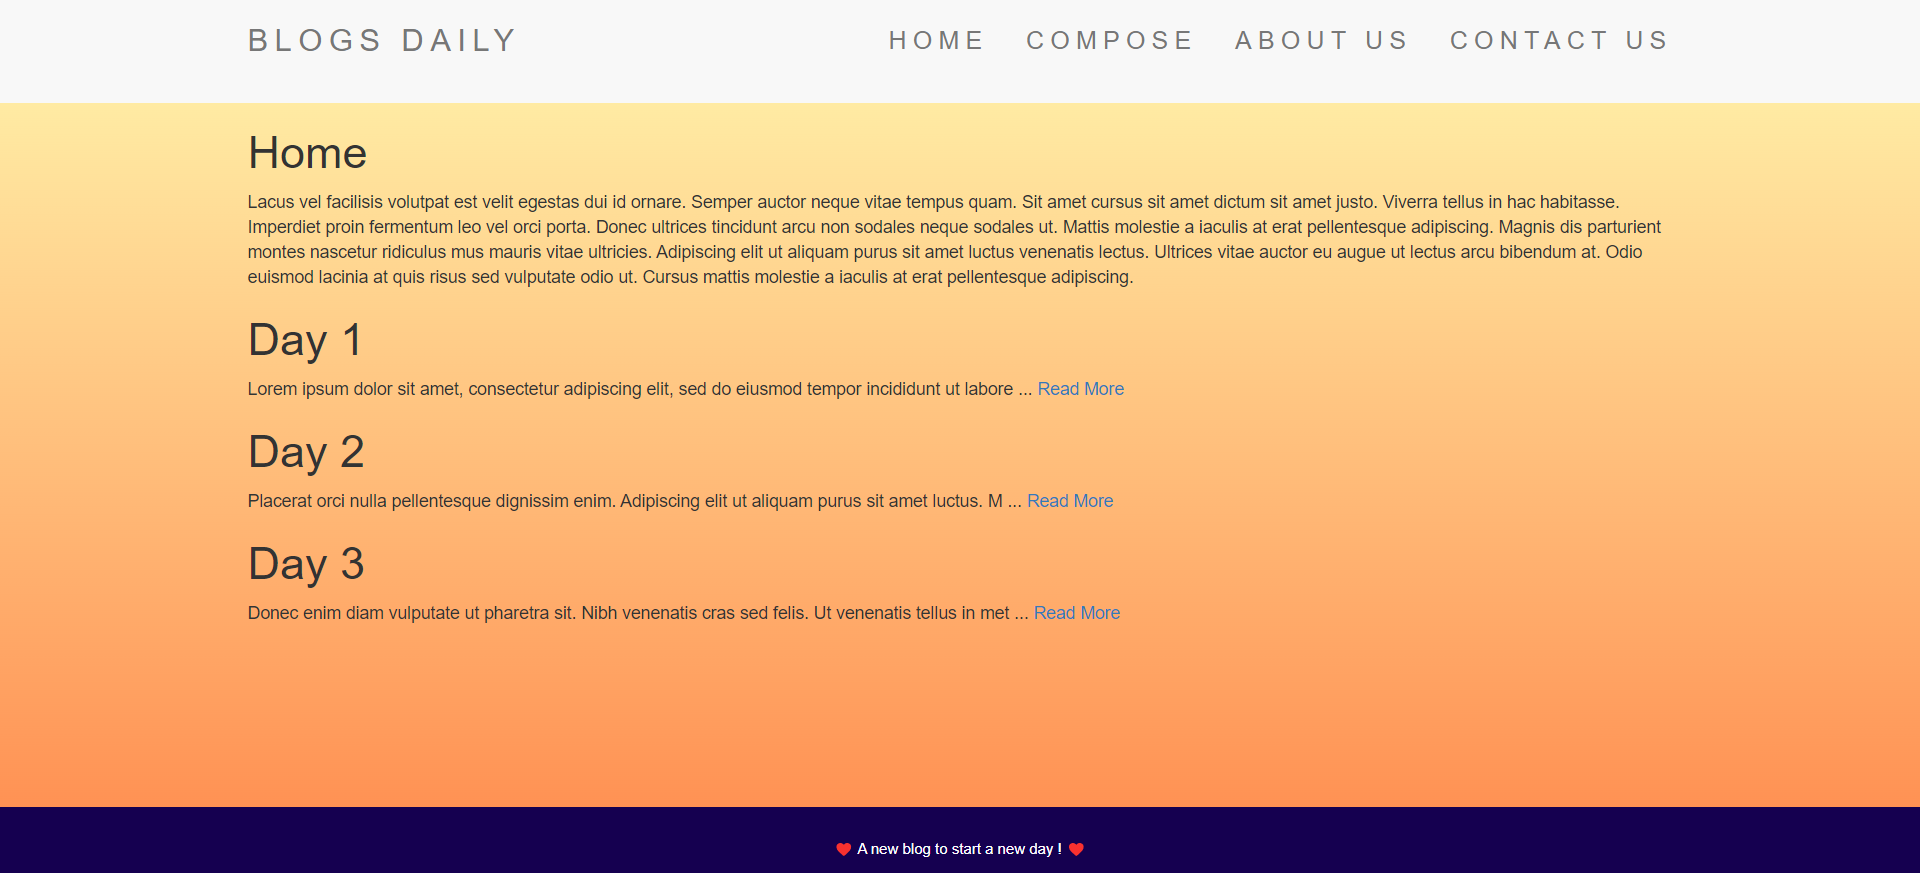 BLOGS DAILY
HOME COMPOSE ABOUT US CONTACT US
Home
Lacus vel facilisis volutpat est velit egestas dui id ornare. Semper auctor neque vitae tempus quam. Sit amet cursus sit amet dictum sit amet justo. Viverra tellus in hac habitasse.
Imperdiet proin fermentum leo vel orci porta. Donec ultrices tincidunt arcu non sodales neque sodales ut. Mattis molestie a iaculis at erat pellentesque adipiscing. Magnis dis parturient
montes nascetur ridiculus mus mauris vitae ultricies. Adipiscing elit ut aliquam purus sit amet luctus venenatis lectus. Ultrices vitae auctor eu augue ut lectus arcu bibendum at. Odio
euismod lacinia at quis risus sed vulputate odio ut. Cursus mattis molestie a iaculis at erat pellentesque adipiscing.
Day 1
Lorem ipsum dolor sit amet, consectetur adipiscing elit, sed do eiusmod tempor incididunt ut labore ... Read More
Day 2
Placerat orci nulla pellentesque dignissim enim. Adipiscing elit ut aliquam purus sit amet luctus. M ... Read More
Day 3
Donec enim diam vulputate ut pharetra sit. Nibh venenatis cras sed felis. Ut venenatis tellus in met ... Read More
A new blog to start a new day !